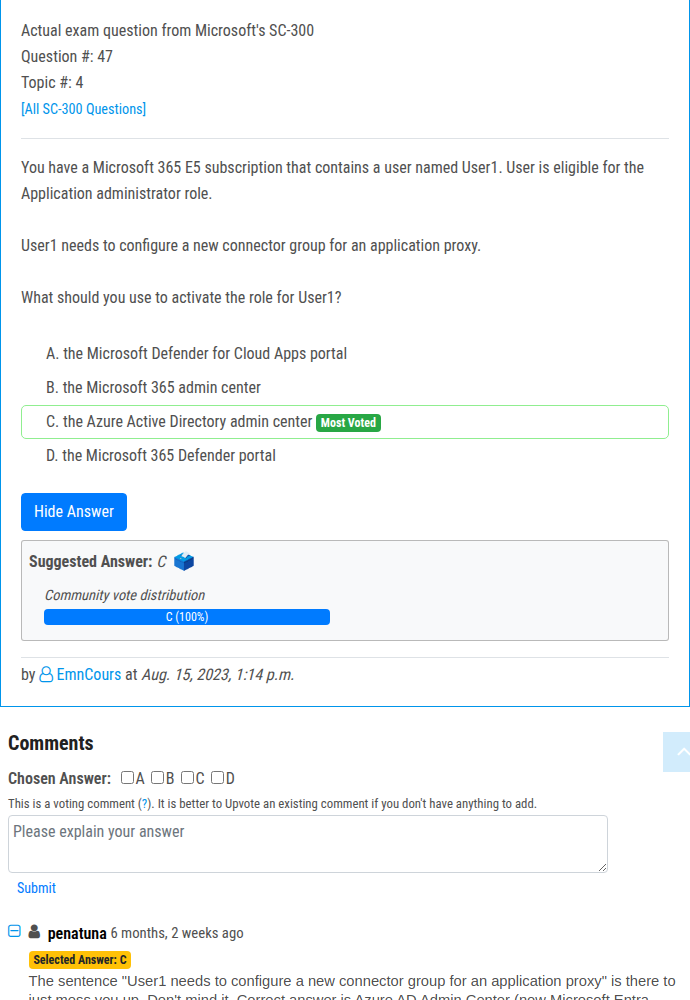 Actual exam question from Microsoft's SC-300
Question #: 47
Topic #: 4
[All SC-300 Questions]
You have a Microsoft 365 E5 subscription that contains a user named User1. User is eligible for the
Application administrator role.
User1 needs to configure a new connector group for an application proxy.
What should you use to activate the role for User1?
A. the Microsoft Defender for Cloud Apps portal
B. the Microsoft 365 admin center
C. the Azure Active Directory admin center Most Voted
D. the Microsoft 365 Defender portal
Hide Answer
Suggested Answer: C
Community vote distribution
C (100%)
by EmnCours at Aug. 15, 2023, 1:14 p.m.
Comments
Chosen Answer: A B C D
This is a voting comment (?). It is better to Upvote an existing comment if you don't have anything to add.
Please explain your answer
Submit
penatuna 6 months, 2 weeks ago
Selected Answer: C
The sentence "User1 needs to configure a new connector group for an application proxy" is there to
just mess you up. Don't mind it. Correct answer is Azure AD Admin Center (new Microsoft Entra